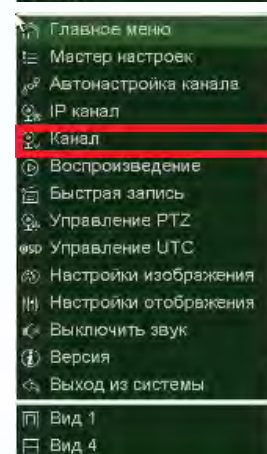 Главное меню
Мастер настроек
Автонастройка канала
IP канал
Канал
Воспроизведение
Быстрая запись
Управление PTZ
Управление UTC
Настройки изображения
Настройки отображения
Выключить звук
Версия
Выход из системы
Вид 1
Вид 4